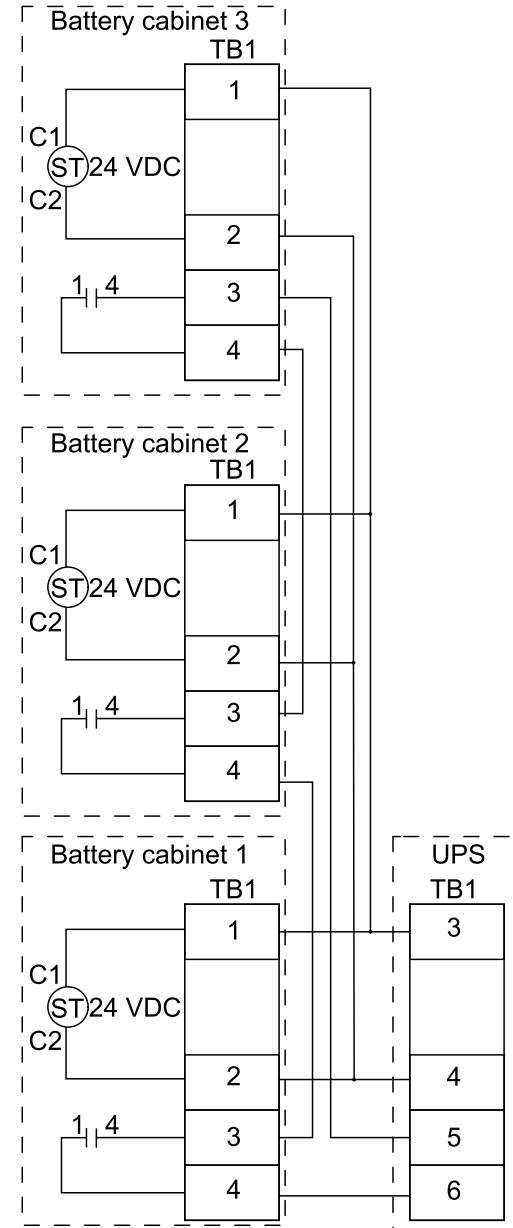 Battery cabinet 3
TB1
1
C1
ST 24 VDC
C2
2
1 4 3
4
Battery cabinet 2
TB1
1
C1
ST 24 VDC
C2
2
1 4 3
4
Battery cabinet 1 UPS
TB1 TB1
1 3
C1
ST 24 VDC
C2
2 4
1 4 3 5
4 6